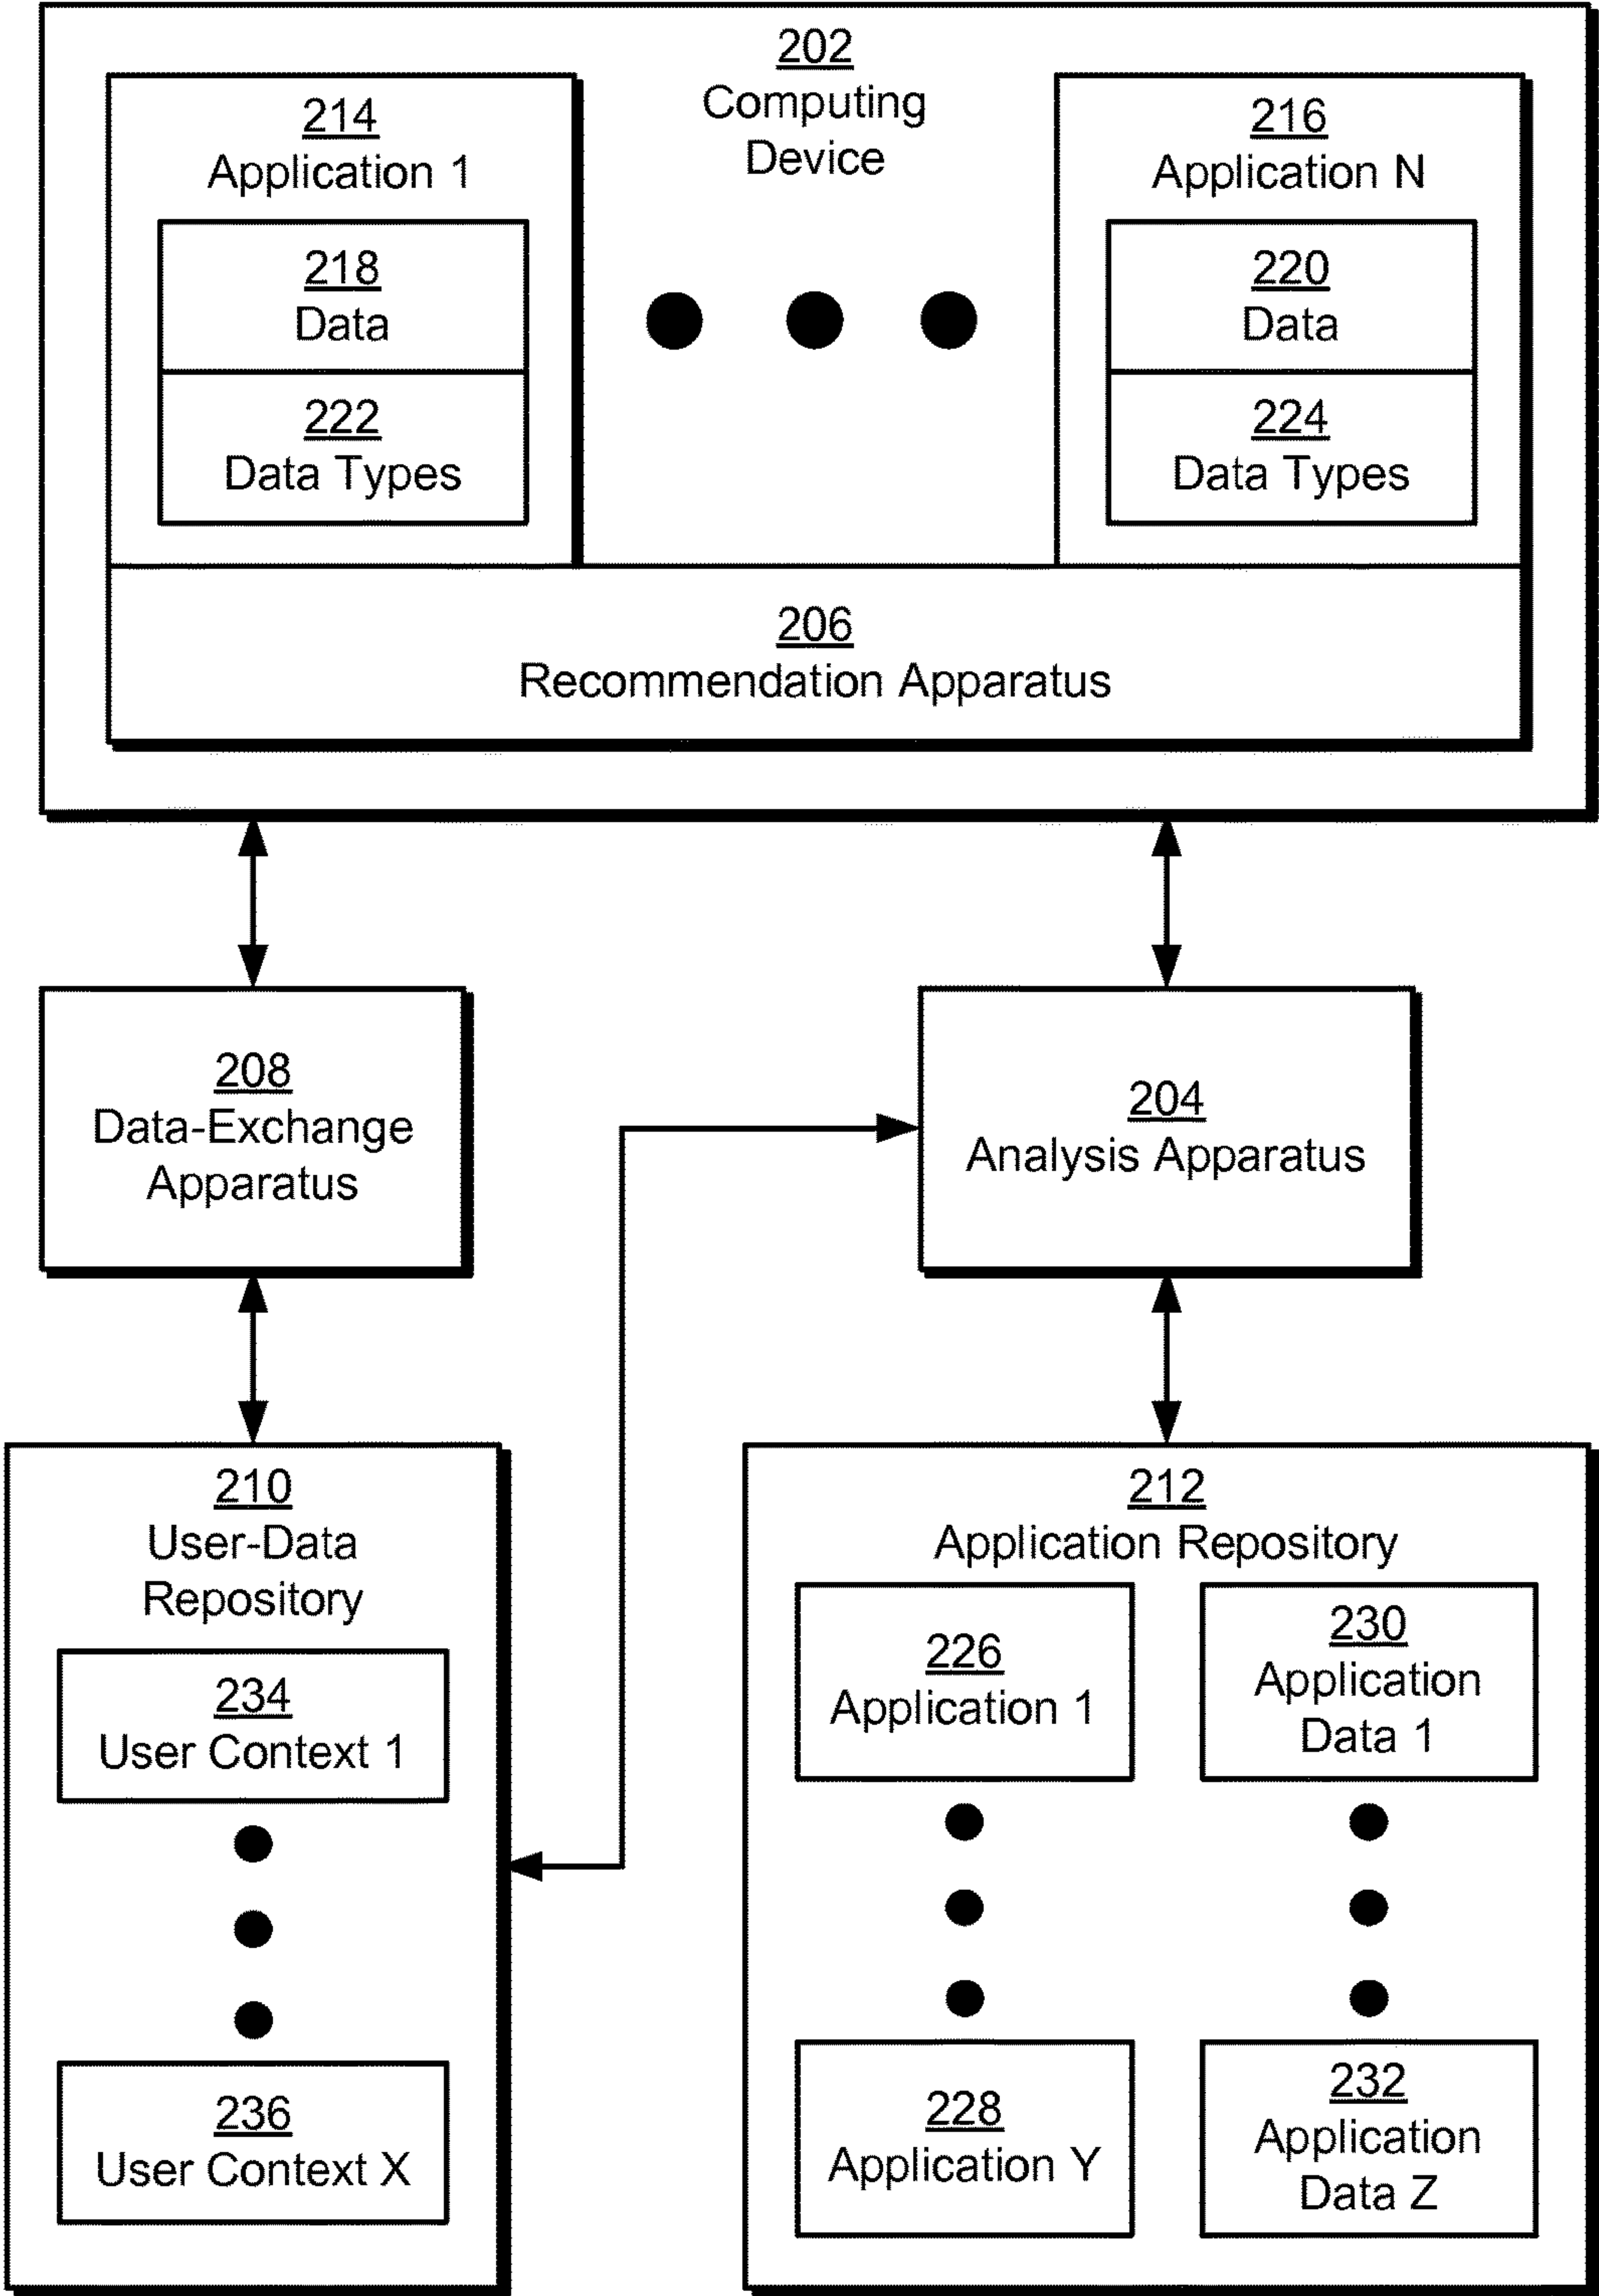 202
Computing
Device
214
Application 1
218
Data
222
Data Types
216
Application N
220
Data
224
Data Types
206
Recommendation Apparatus
208
Data-Exchange
Apparatus
204
Analysis Apparatus
210
User-Data
Repository
234
User Context 1
236
User Context X
212
Application Repository
226
Application 1
230
Application
Data 1
228
Application Y
232
Application
Data Z